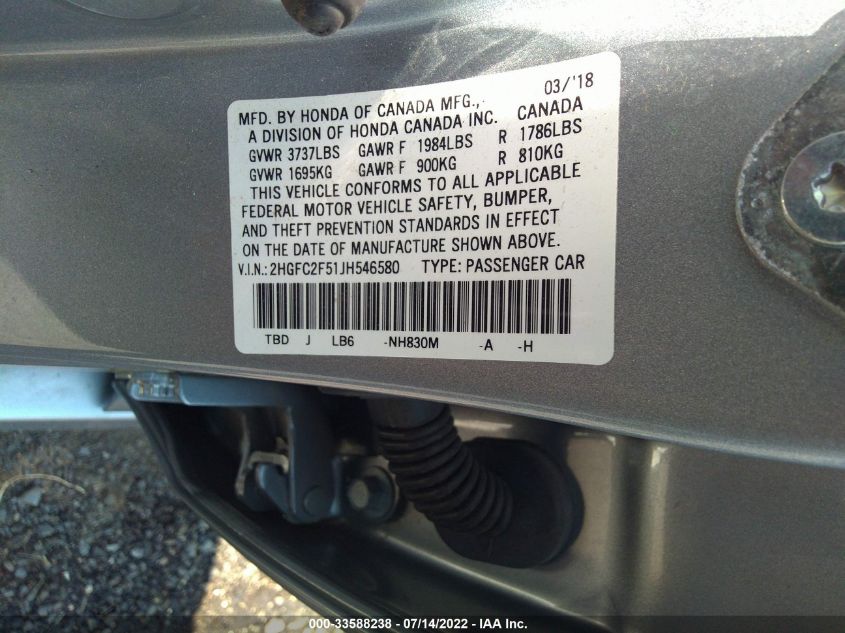 03/'18
MFD. BY HONDA OF CANADA MFG.,
A DIVISION OF HONDA CANADA INC. CANADA
GVWR 3737LBS GAWR F 1984LBS R 1786LBS
GVWR 1695KG GAWR F 900KG R 810KG
THIS VEHICLE CONFORMS TO ALL APPLICABLE
FEDERAL MOTOR VEHICLE SAFETY, BUMPER,
AND THEFT PREVENTION STANDARDS IN EFFECT
ON THE DATE OF MANUFACTURE SHOWN ABOVE.
V.I.N.: 2HGFC2F51JH546580 TYPE: PASSENGER CAR
TBD J LB6 -NH830M -A -H
000-33588238 - 07/14/2022 - IAA Inc.